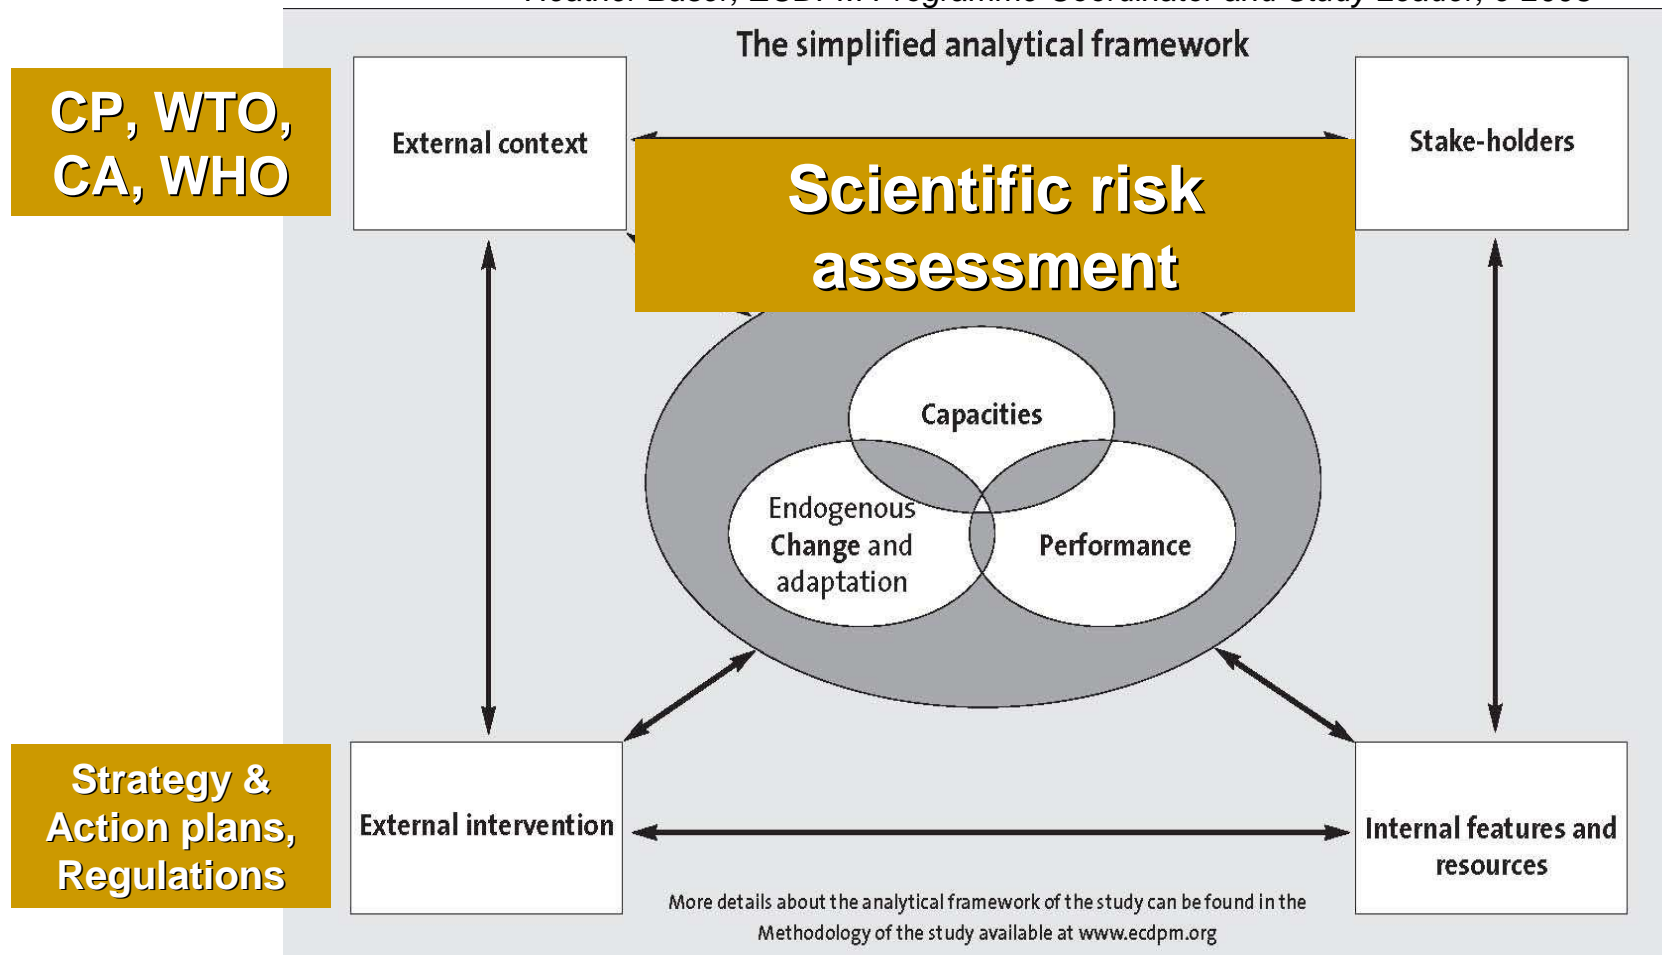 The simplified analytical framework
CP, WTO,
CA, WHO
External context
Stake-holders
Scientific risk
assessment
Capacities
Endogenous
Change and
adaptation
Performance
Strategy &
Action plans,
Regulations
External intervention
Internal features and
resources
More details about the analytical framework of the study can be found in the
Methodology of the study available at www.ecdpm.org